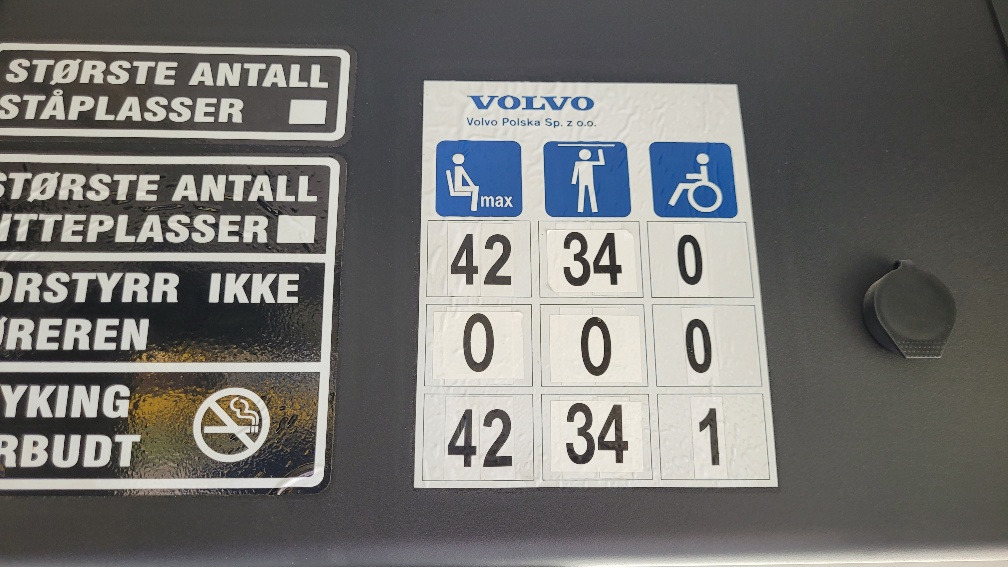 STØRSTE ANTALL
STÅPLASSER
STØRSTE ANTALL
ITTEPLASSER
ORSTYRR IKKE
ØREREN
YKING
RBUDT
VOLVO
Volvo Polska Sp. z o.o.
max
42 34 0
0 0 0
42 34 1